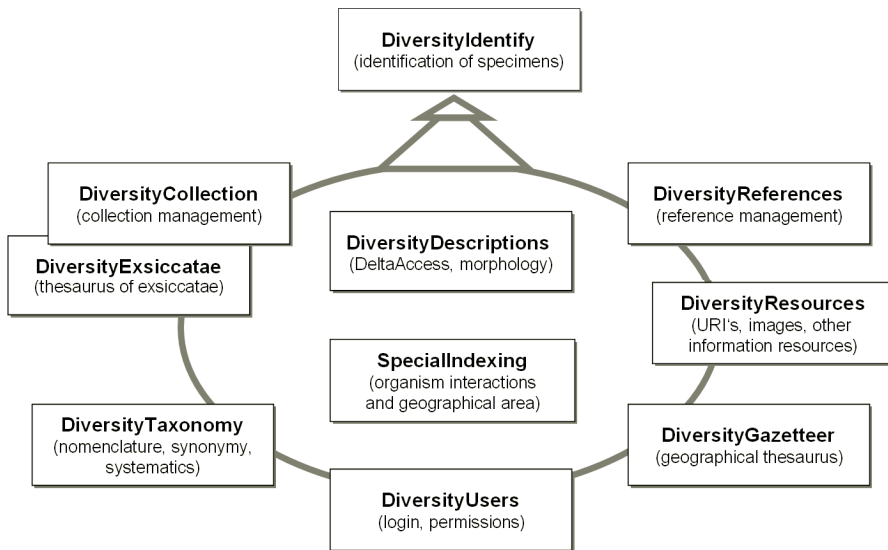 DiversityIdentify
(identification of specimens)
DiversityCollection
(collection management)
DiversityReferences
(reference management)
DiversityDescriptions
(DeltaAccess, morphology)
DiversityExsiccatae
(thesaurus of exsiccatae)
DiversityResources
(URI‘s, images, other
information resources)
SpecialIndexing
(organism interactions
and geographical area)
DiversityTaxonomy
(nomenclature, synonymy,
systematics)
DiversityGazetteer
(geographical thesaurus)
DiversityUsers
(login, permissions)